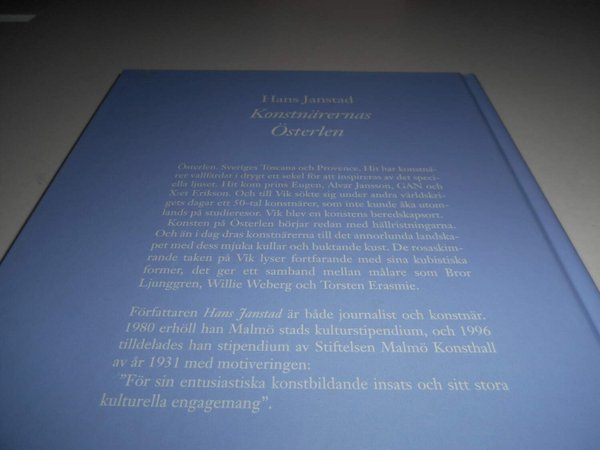 Hans Janstad
Konstnärernas
Österlen
Österlen. Sveriges Toscana och Provence. Hit har konstnä-
rer vallfärdat i drygt ett sekel för att inspireras av det speci-
ella ljuset. Hit kom prins Eugen, Alvar Jansson, GAN och
Xet Erikson. Och till Vik sökte sig under andra världskri-
gets dagar ett 50-tal konstnärer, som inte kunde åka utom-
lands på studieresor. Vik blev en konstens beredskapsort.
Konsten på Österlen börjar redan med hällristningarna.
Och än i dag dras konstnärerna till det annorlunda landska-
pet med dess mjuka kullar och buktande kust. De rosaskim-
rande taken på Vik lyser fortfarande med sina kubistiska
former, det ger ett samband mellan målare som Bror
Ljunggren, Willie Weberg och Torsten Erasmie.
Författaren Hans Janstad är både journalist och konstnär.
1980 erhöll han Malmö stads kulturstipendium, och 1996
tilldelades han stipendium av Stiftelsen Malmö Konsthall
av år 1931 med motiveringen:
”För sin entusiastiska konstbildande insats och sitt stora
kulturella engagemang”.